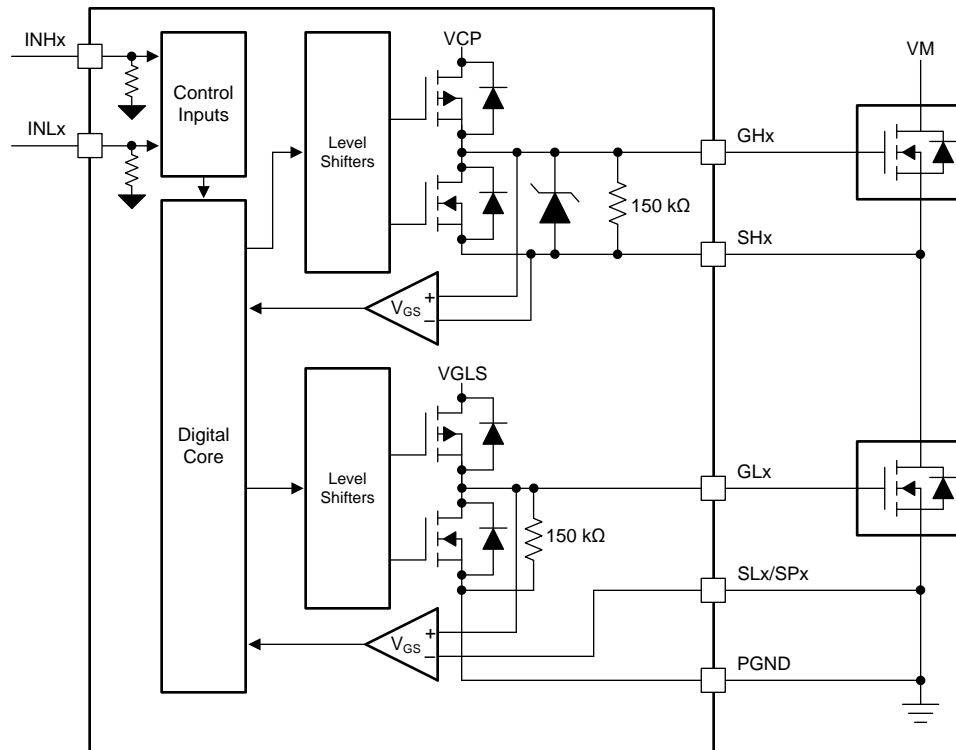 INHx
INLx
Control
Inputs
Digital
Core
Level
Shifters
VCP
VGS
+
−
150 kΩ
GHx
SHx
VM
Level
Shifters
VGLS
VGS
+
−
150 kΩ
GLx
SLx/SPx
PGND